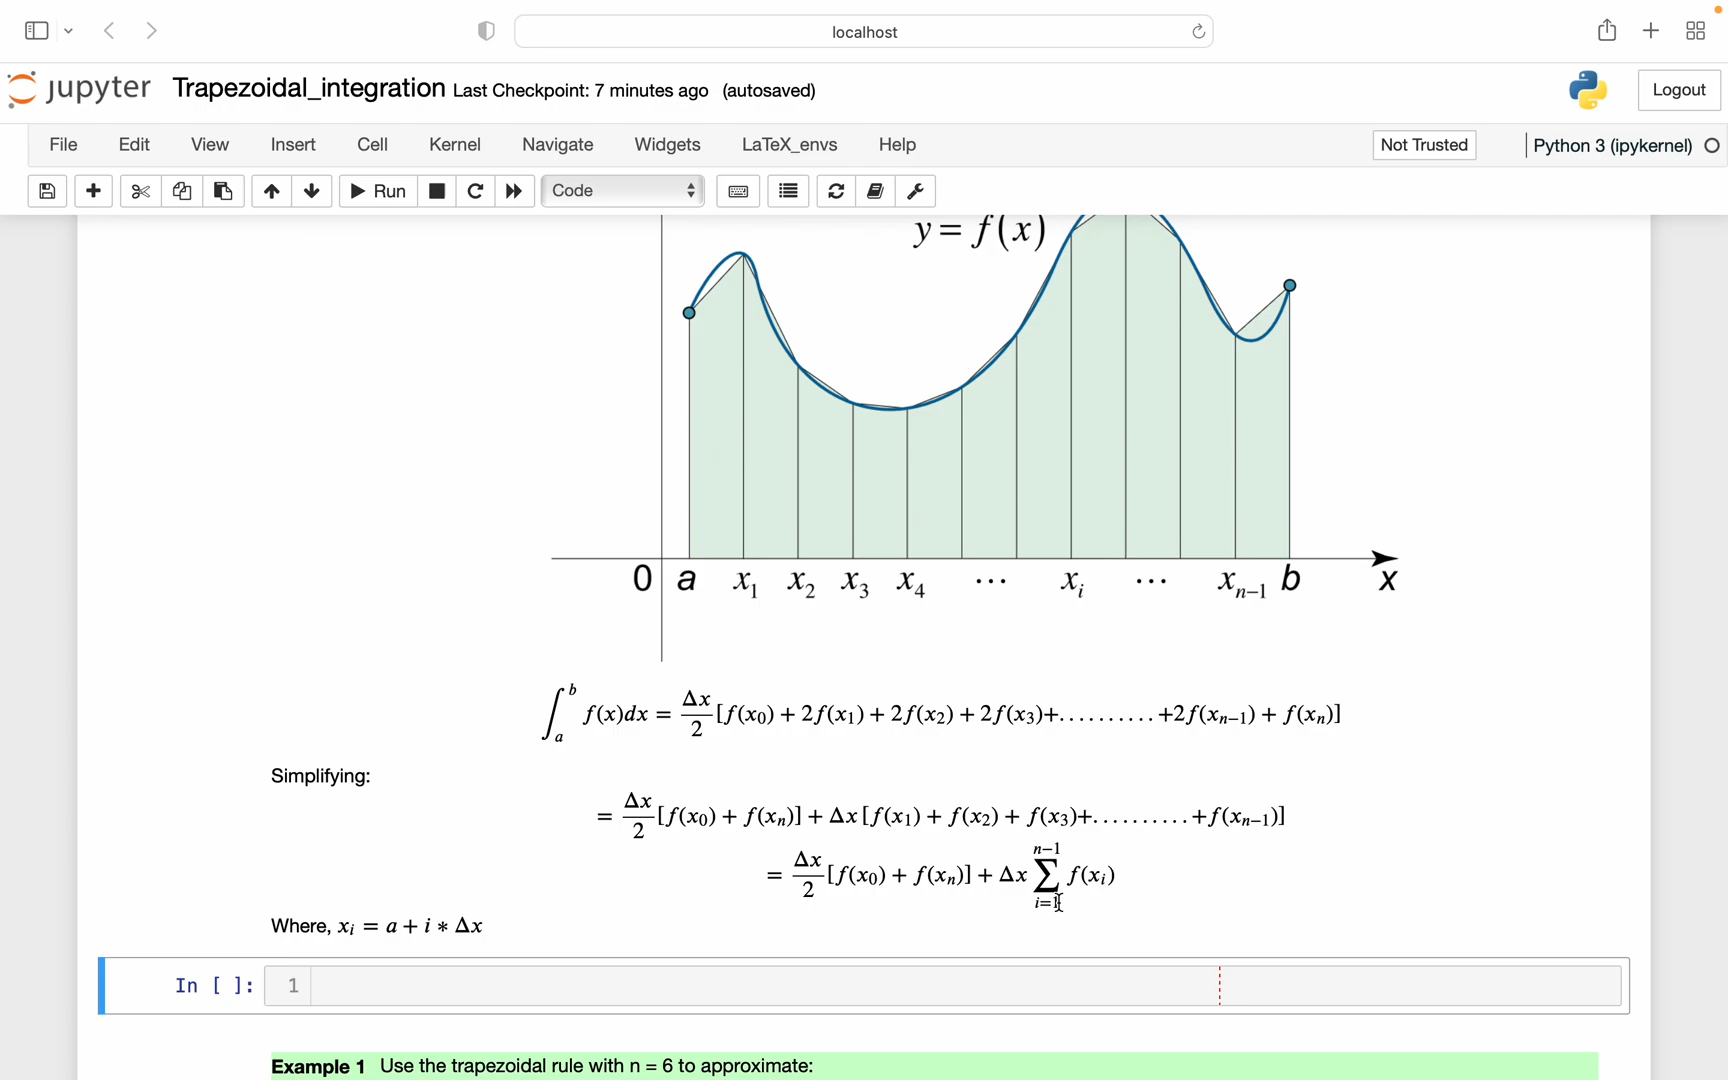 localhost
jupyter Trapezoidal_integration Last Checkpoint: 7 minutes ago (autosaved)
Logout
File Edit View Insert Cell Kernel Navigate Widgets LaTeX_envs Help
Not Trusted
Python 3 (ipykernel)
Run
Code
y = f(x)
0 a x₁ x₂ x₃ x₄ ... xᵢ ... xₙ₋₁ b x
∫ₐᵇ f(x)dx = Δx/2 [f(x₀) + 2f(x₁) + 2f(x₂) + 2f(x₃)+..........+2f(xₙ₋₁) + f(xₙ)]
Simplifying:
= Δx/2 [f(x₀) + f(xₙ)] + Δx[f(x₁) + f(x₂) + f(x₃)+..........+f(xₙ₋₁)]
= Δx/2 [f(x₀) + f(xₙ)] + Δx ∑ᵢ₌₁ⁿ⁻¹ f(xᵢ)
Where, xᵢ = a + i * Δx
In [ ]: 1
Example 1 Use the trapezoidal rule with n = 6 to approximate: